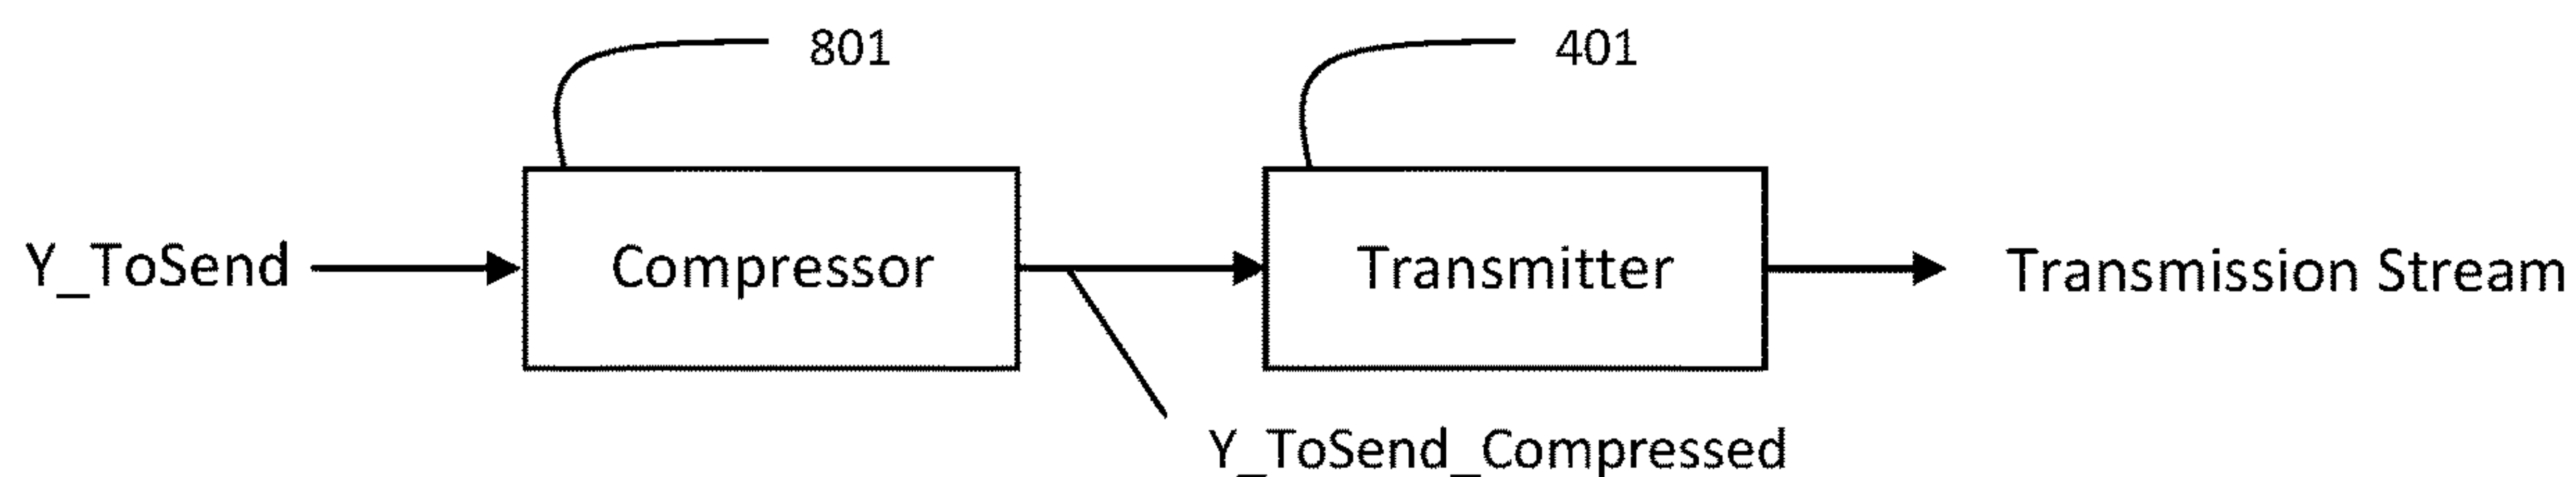 801
401
Y_ToSend
Compressor
Transmitter
Transmission Stream
Y_ToSend_Compressed